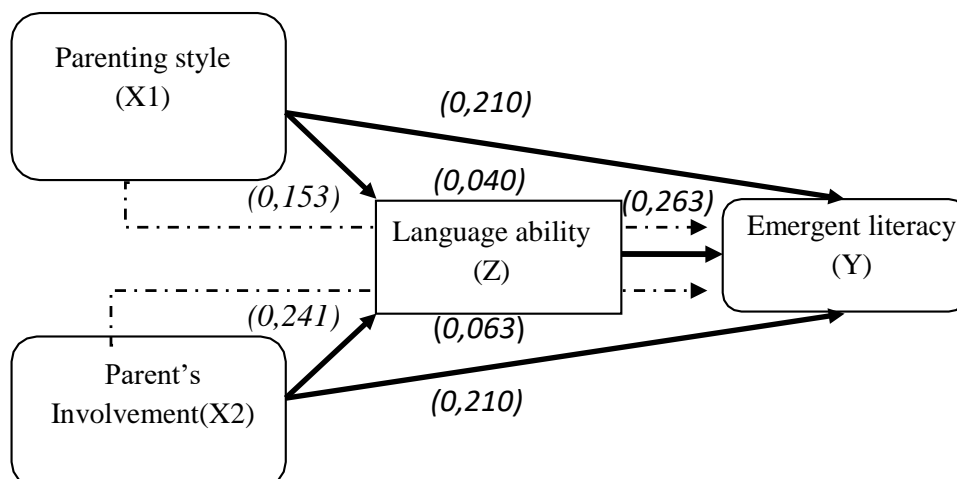 Parenting style
(X1)
(0,210)
(0,153)
(0,040)
(0,263)
Language ability
(Z)
Emergent literacy
(Y)
(0,241)
(0,063)
Parent’s
Involvement(X2)
(0,210)